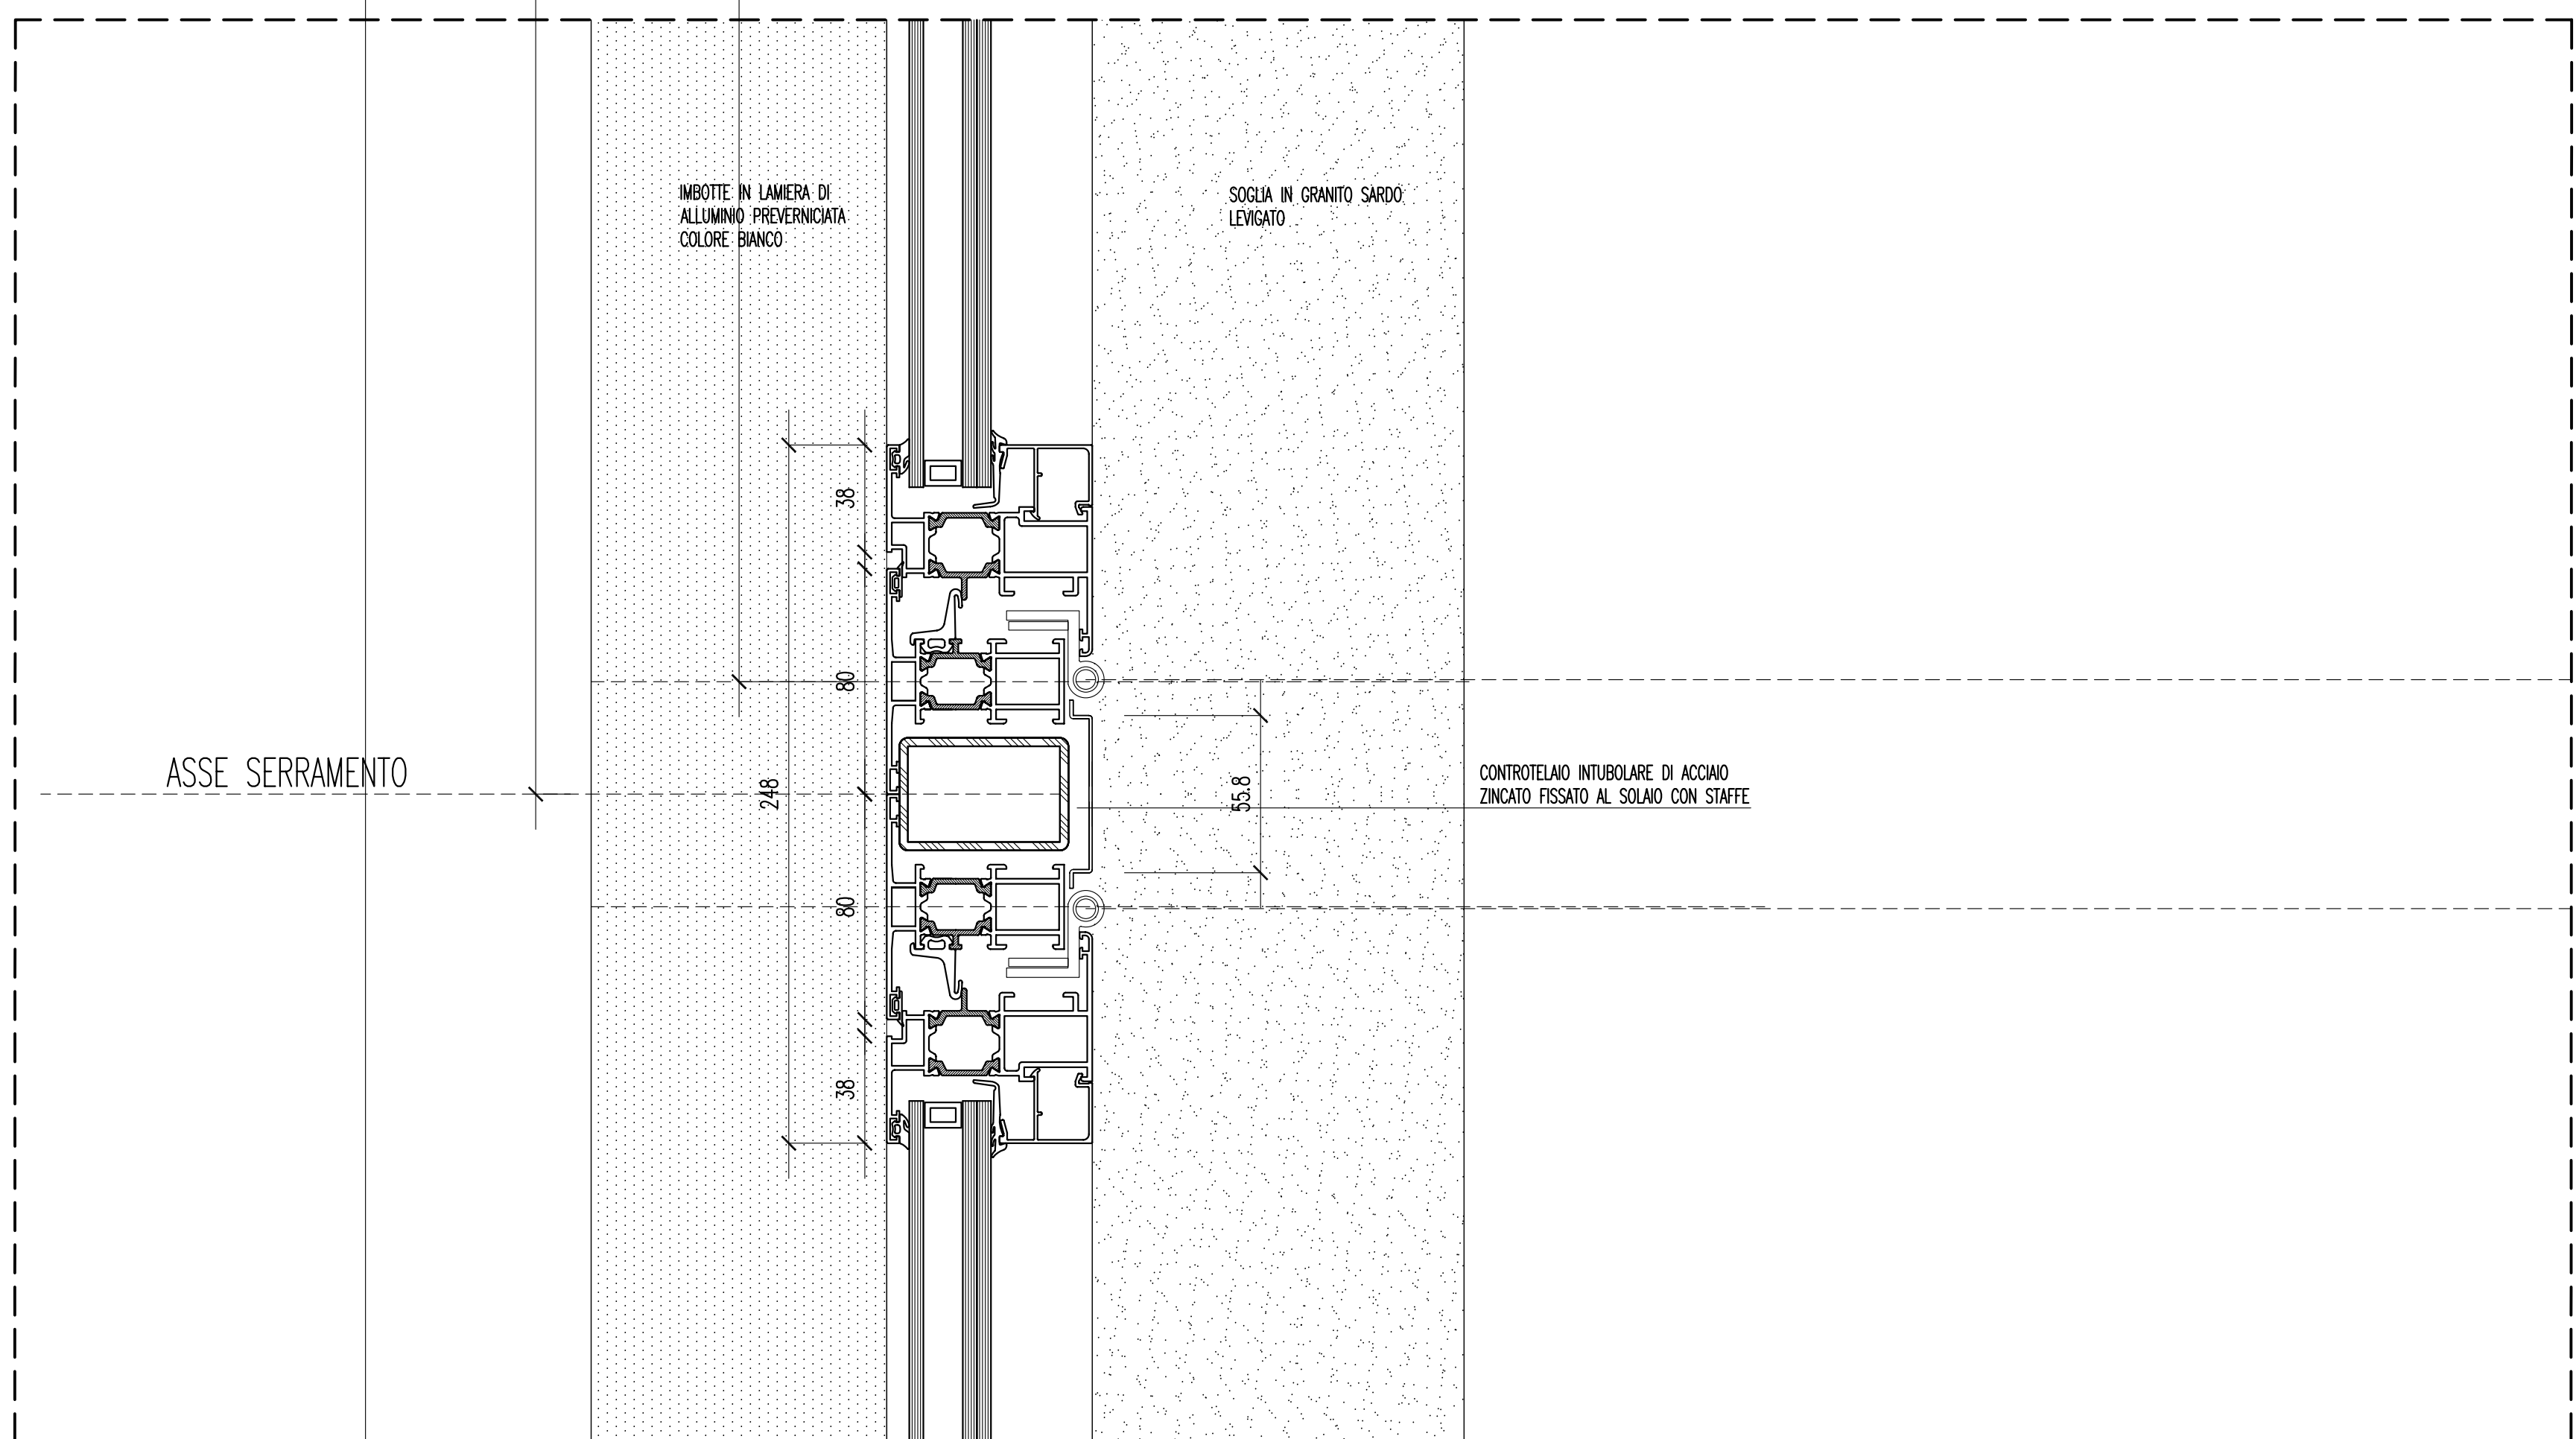 IMBOTTE IN LAMIERA DI
ALLUMINIO PREVERNICIATA
COLORE BIANCO
SOGLIA IN GRANITO SARDO
LEVIGATO
38
80
ASSE SERRAMENTO
248
55.8
CONTROTELAIO INTUBOLARE DI ACCIAIO
ZINCATO FISSATO AL SOLAIO CON STAFFE
80
38